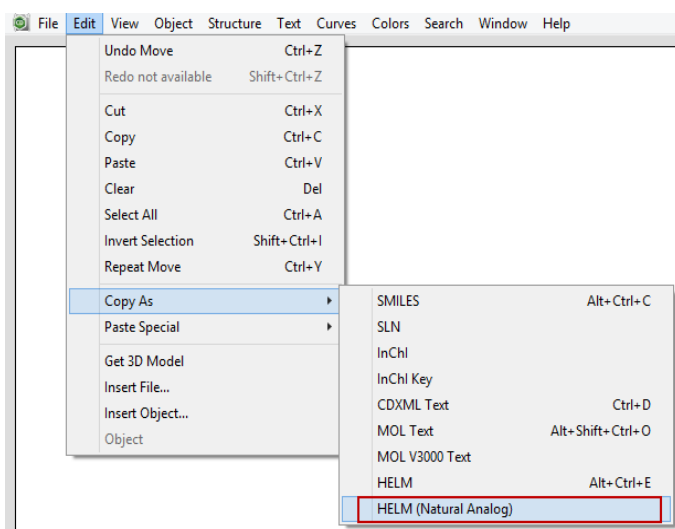 File Edit View Object Structure Text Curves Colors Search Window Help
Undo Move Ctrl+Z
Redo not available Shift+Ctrl+Z
Cut Ctrl+X
Copy Ctrl+C
Paste Ctrl+V
Clear Del
Select All Ctrl+A
Invert Selection Shift+Ctrl+I
Repeat Move Ctrl+Y
Copy As
Paste Special
Get 3D Model
Insert File...
Insert Object...
Object
SMILES Alt+Ctrl+C
SLN
InChI
InChI Key
CDXML Text Ctrl+D
MOL Text Alt+Shift+Ctrl+O
MOL V3000 Text
HELM Alt+Ctrl+E
HELM (Natural Analog)